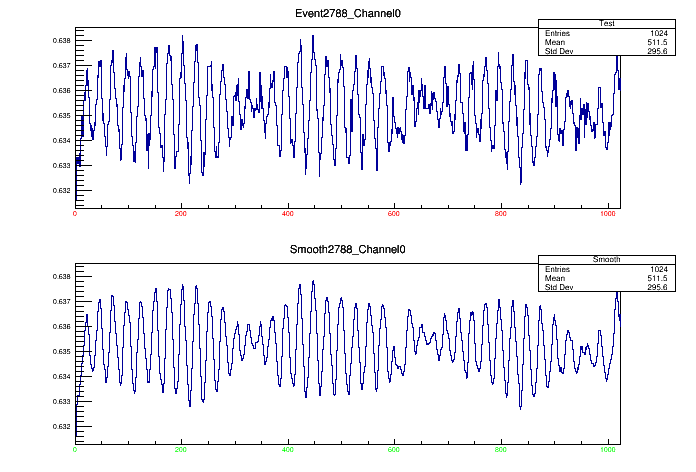 Event2788_Channel0
Test
Entries 1024
Mean 511.5
Std Dev 295.6
0.638
0.637
0.636
0.635
0.634
0.633
0.632
0 200 400 600 800 1000
Smooth2788_Channel0
Smooth
Entries 1024
Mean 511.5
Std Dev 295.6
0.638
0.637
0.636
0.635
0.634
0.633
0.632
0 200 400 600 800 1000